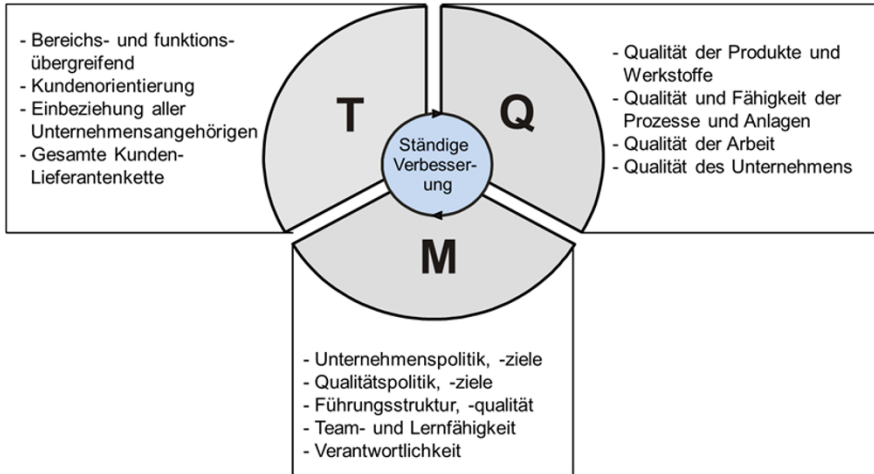 - Bereichs- und funktions-
übergreifend
- Kundenorientierung
- Einbeziehung aller
Unternehmensangehörigen
- Gesamte Kunden-
Lieferantenkette
T
Q
Ständige
Verbesser-
ung
M
- Qualität der Produkte und
Werkstoffe
- Qualität und Fähigkeit der
Prozesse und Anlagen
- Qualität der Arbeit
- Qualität des Unternehmens
- Unternehmenspolitik, -ziele
- Qualitätspolitik, -ziele
- Führungsstruktur, -qualität
- Team- und Lernfähigkeit
- Verantwortlichkeit